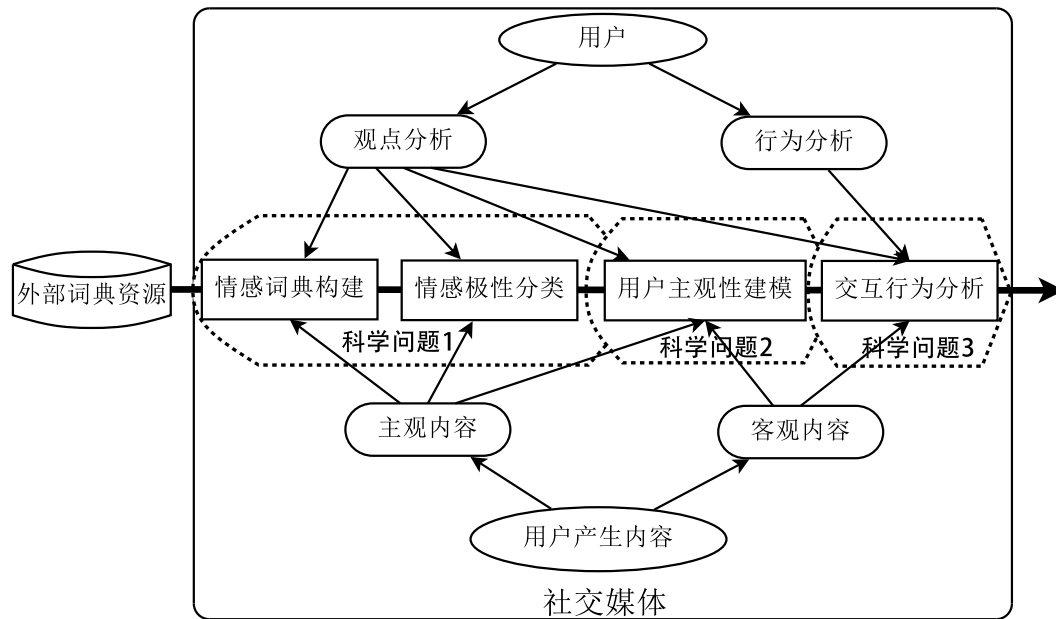 用户
观点分析
行为分析
外部词典资源
情感词典构建
情感极性分类
用户主观性建模
交互行为分析
科学问题1
科学问题2
科学问题3
主观内容
客观内容
用户产生内容
社交媒体